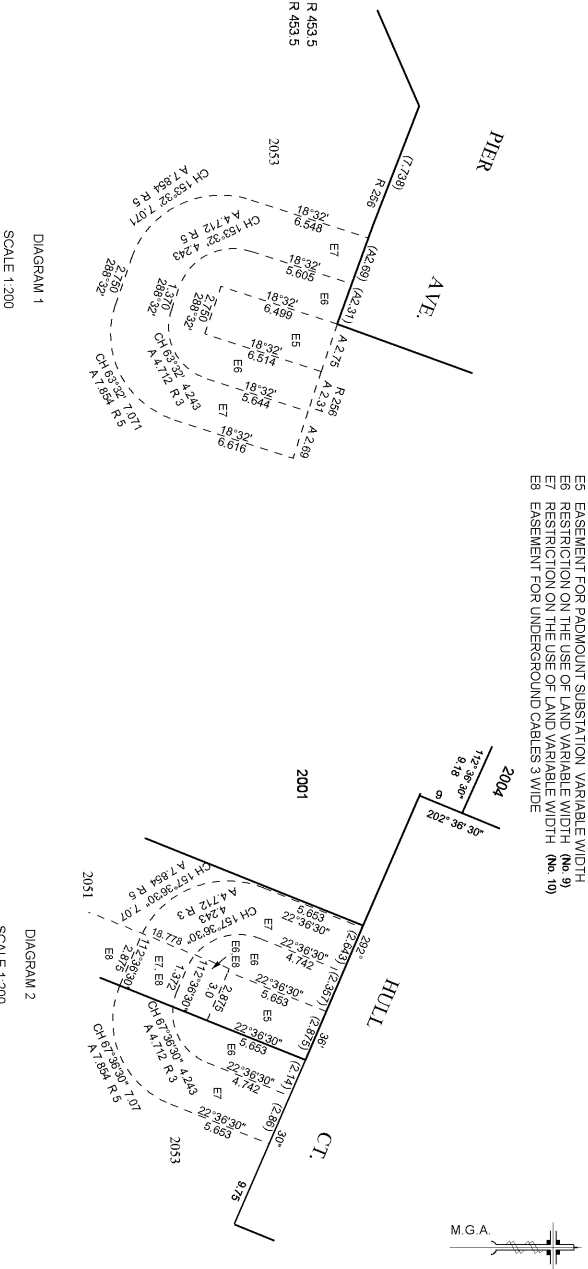 R 453.5
R 453.5
PIER
AVE.
2053
(7.738)
R 256
(A2.69)
(A2.31)
A 2.75
R 256
A 2.31
A 2.69
18°32'
6.548
E7
18°32'
5.605
E6
18°32'
6.499
E5
18°32'
6.514
E6
18°32'
5.644
E7
18°32'
6.616
CH 153°32' 7.071
A 7.854 R 5
CH 153°32' 4.243
A 4.712 R 5
2.750
288°32'
1.370
288°32'
2.750
288°32'
CH 63°32' 4.243
A 4.712 R 3
CH 63°32' 7.071
A 7.854 R 5
DIAGRAM 1
SCALE 1:200
E5 EASEMENT FOR PADMOUNT SUBSTATION VARIABLE WIDTH
E6 RESTRICTION ON THE USE OF LAND VARIABLE WIDTH (No. 9)
E7 RESTRICTION ON THE USE OF LAND VARIABLE WIDTH (No. 10)
E8 EASEMENT FOR UNDERGROUND CABLES 3 WIDE
2004
112° 36' 30"
9.18
9
202° 36' 30"
2001
HULL
CT.
292°
36'
30"
(2.643)
(2.357)
(2.875)
(2.14)
(2.86)
9.75
5.653
22°36'30"
E7
22°36'30"
4.742
E6
22°36'30"
5.653
E5
22°36'30"
5.653
E6
22°36'30"
4.742
E7
22°36'30"
5.653
CH 157°36'30" 7.07
A 7.854 R 5
CH 157°36'30"
4.243
A 4.712 R 3
E6,E8
2.875
3.0
112°36'30"
1.372
E7, E8
18.778
112°36'30"
2.875
E8
2051
CH 67°36'30" 4.243
A 4.712 R 3
CH 67°36'30" 7.07
A 7.854 R 5
2053
DIAGRAM 2
SCALE 1:200
M.G.A.